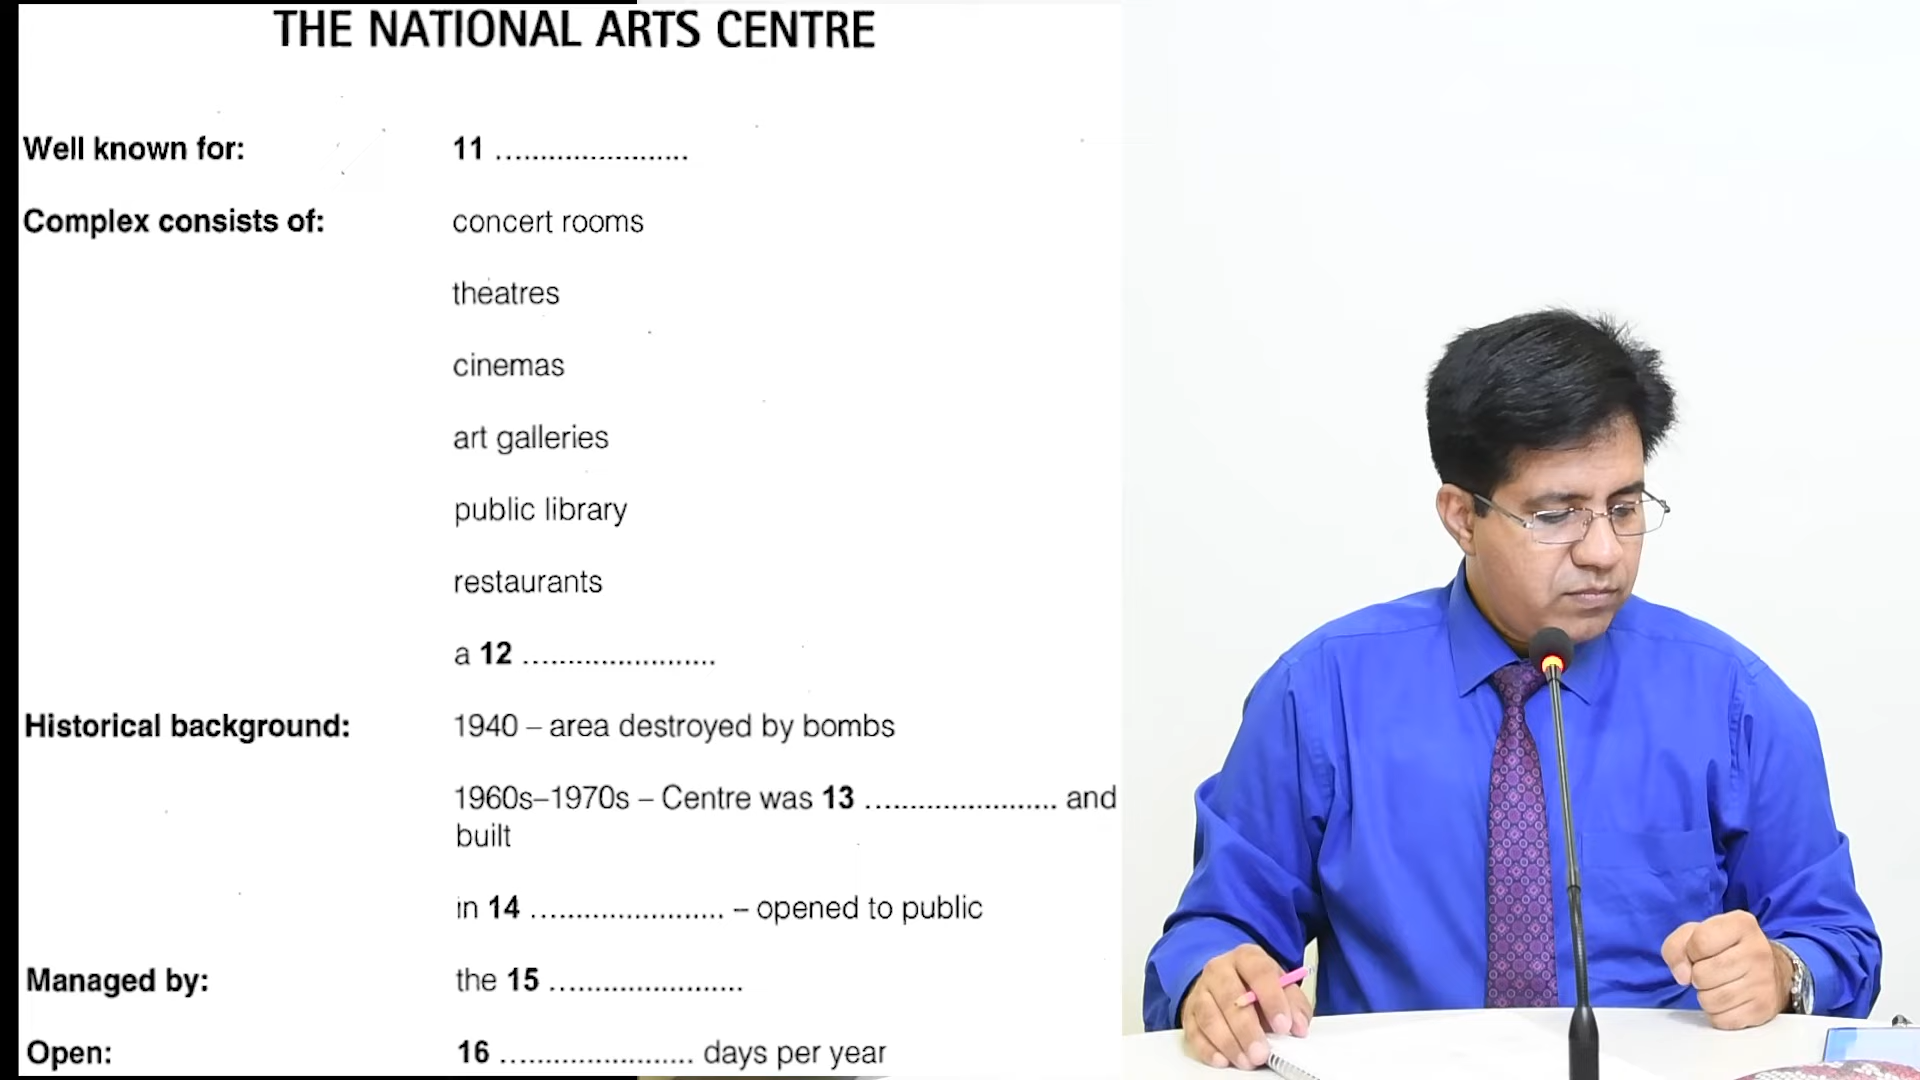 THE NATIONAL ARTS CENTRE
Well known for: 11 ..........................
Complex consists of: concert rooms
theatres
cinemas
art galleries
public library
restaurants
a 12 ..........................
Historical background: 1940 – area destroyed by bombs
1960s–1970s – Centre was 13 .......................... and
built
in 14 .......................... – opened to public
Managed by: the 15 ..........................
Open: 16 .......................... days per year